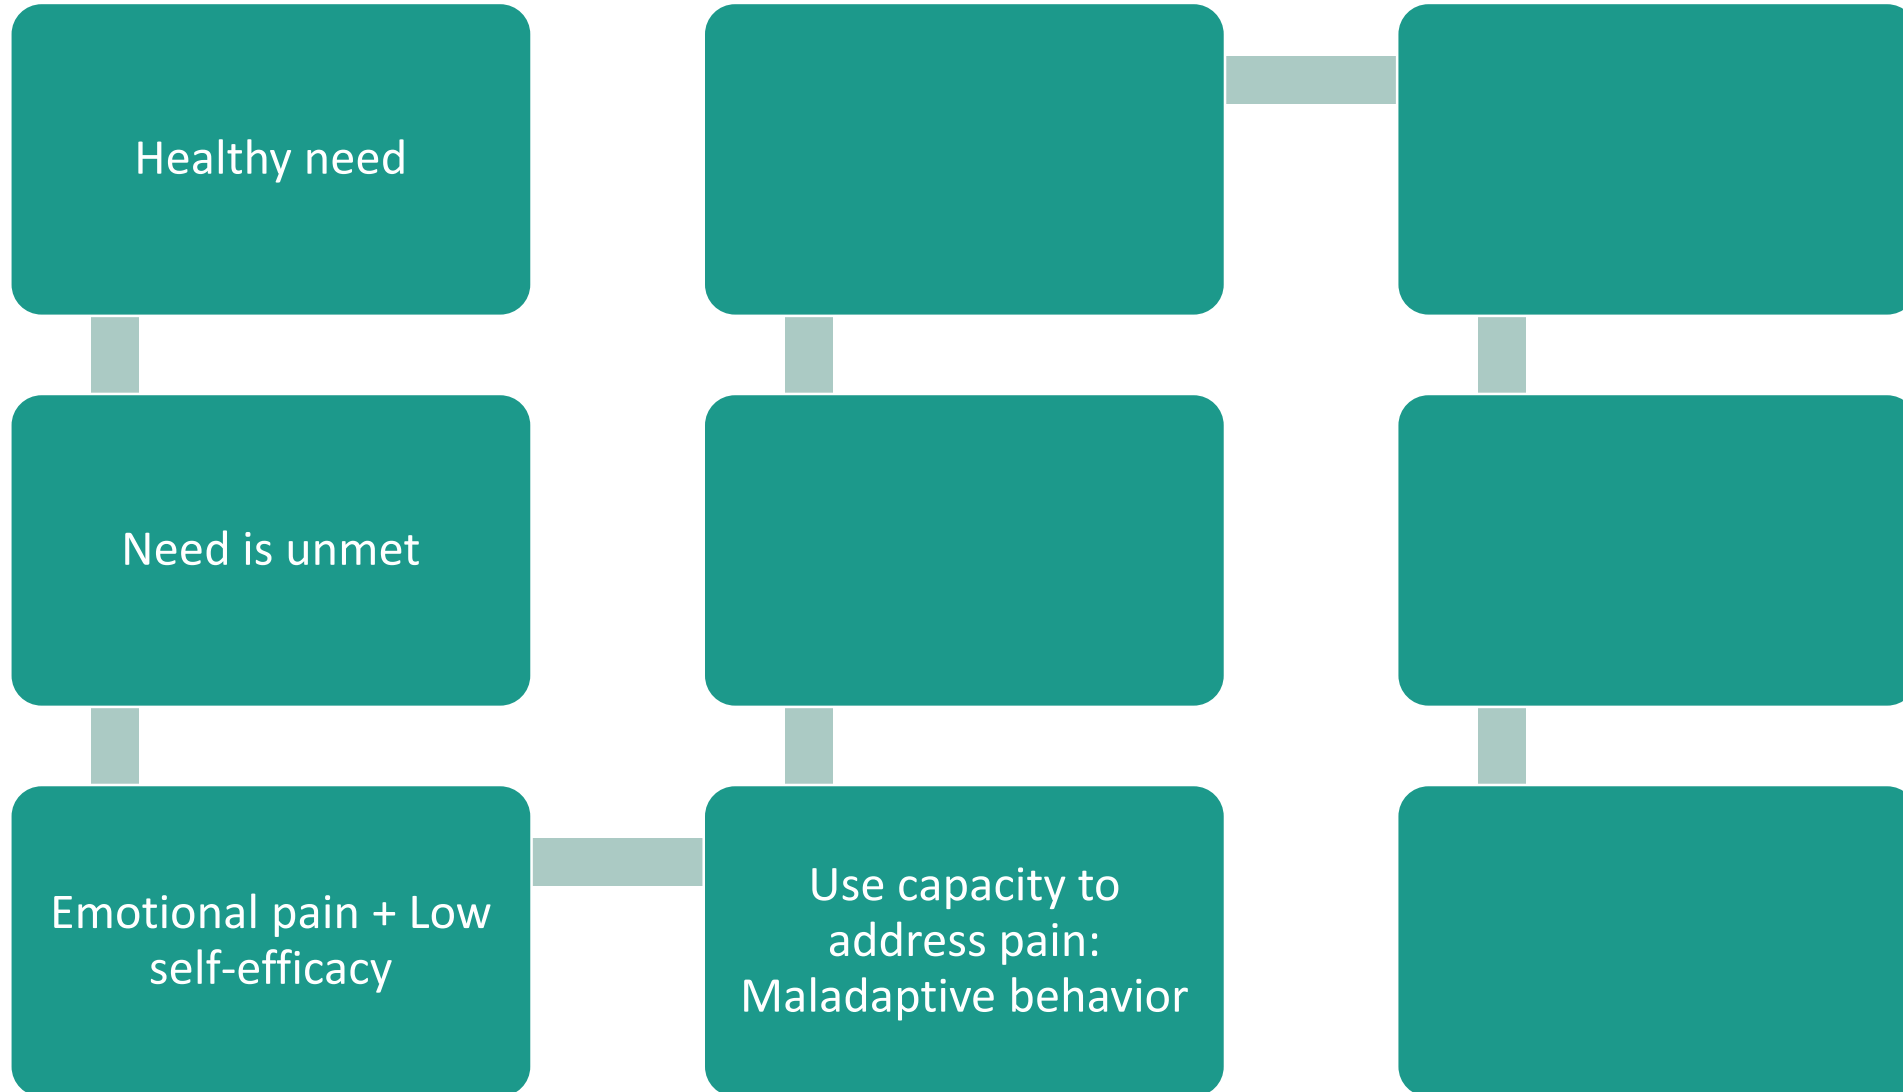 Healthy need
Need is unmet
Emotional pain + Low
self-efficacy
Use capacity to
address pain:
Maladaptive behavior